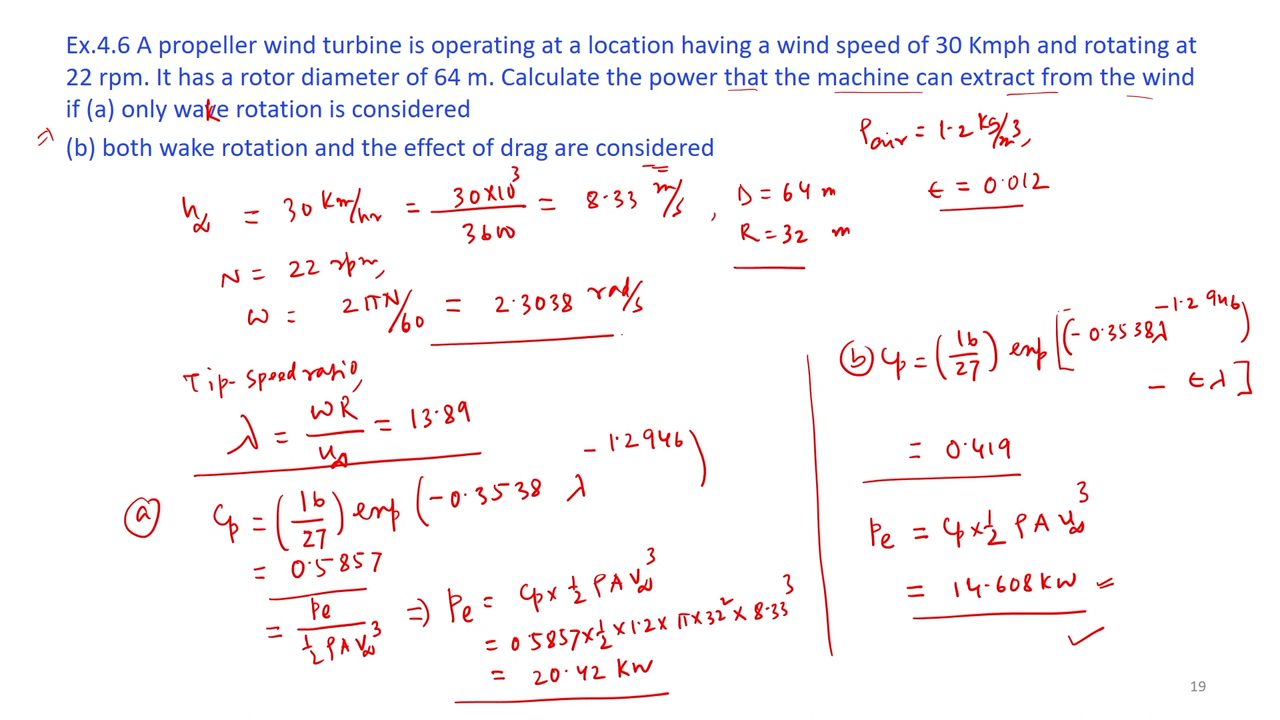 Ex.4.6 A propeller wind turbine is operating at a location having a wind speed of 30 Kmph and rotating at
22 rpm. It has a rotor diameter of 64 m. Calculate the power that the machine can extract from the wind
if (a) only wake rotation is considered
⇒ (b) both wake rotation and the effect of drag are considered
ρair = 1.2 kg/m³,
ϵ = 0.012
u∞ = 30 Km/hr = 30×10³/3600 = 8.33 m/s, D = 64 m
R = 32 m
N = 22 rpm,
ω = 2πN/60 = 2.3038 rad/s
Tip-speed ratio,
λ = ωR/u∞ = 13.89
(a) Cp = (16/27) exp(-0.3538 λ^-1.2946)
= 0.5857
= Pe / ½ρAV∞³ ⇒ Pe = Cp × ½ρAV∞³
= 0.5857×½×1.2×π×32²×8.33³
= 20.42 KW
(b) Cp = (16/27) exp[(-0.3538λ^-1.2946) - ϵλ]
= 0.419
Pe = Cp×½ρAu∞³
= 14.608 KW
19